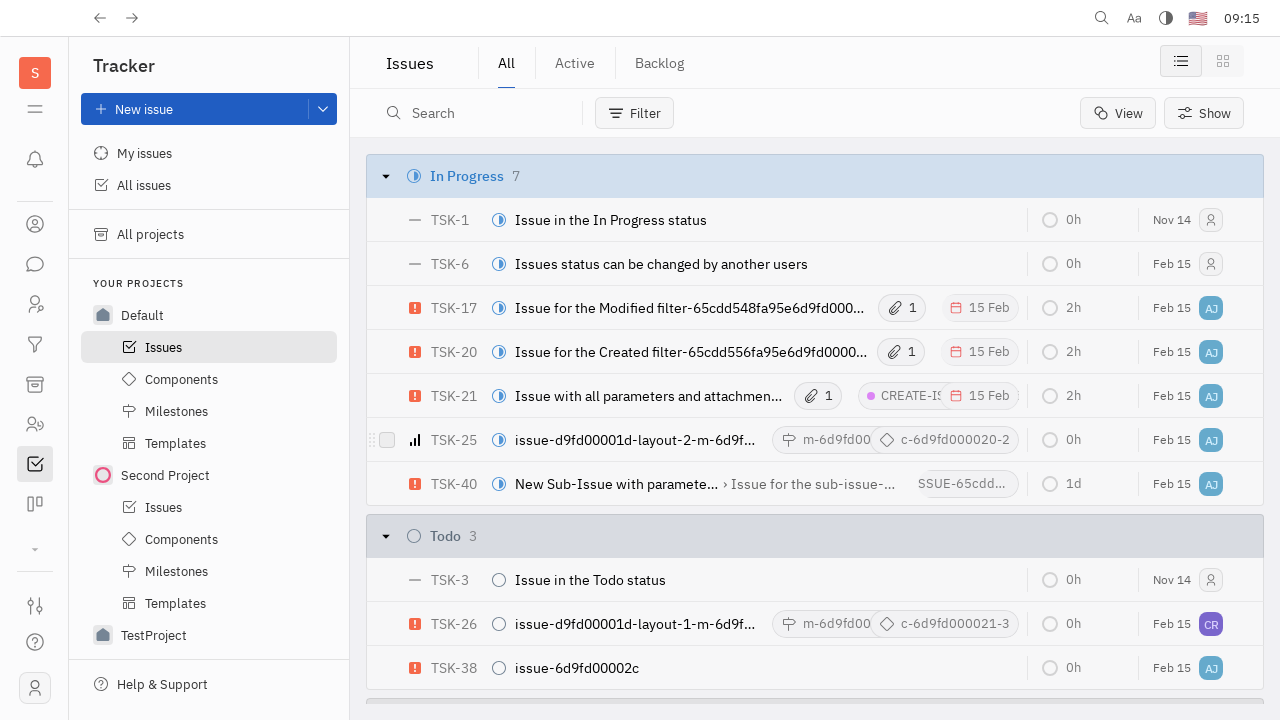 Aa
09:15
S
Tracker
New issue
My issues
All issues
All projects
YOUR PROJECTS
Default
Issues
Components
Milestones
Templates
Second Project
Issues
Components
Milestones
Templates
TestProject
Help & Support
Issues
All
Active
Backlog
Search
Filter
View
Show
In Progress 7
TSK-1 Issue in the In Progress status 0h Nov 14
TSK-6 Issues status can be changed by another users 0h Feb 15
TSK-17 Issue for the Modified filter-65cdd548fa95e6d9fd000... 1 15 Feb 2h Feb 15 AJ
TSK-20 Issue for the Created filter-65cdd556fa95e6d9fd0000... 1 15 Feb 2h Feb 15 AJ
TSK-21 Issue with all parameters and attachmen... 1 CREATE-IS 15 Feb 2h Feb 15 AJ
TSK-25 issue-d9fd00001d-layout-2-m-6d9f... m-6d9fd00 c-6d9fd000020-2 0h Feb 15 AJ
TSK-40 New Sub-Issue with paramete... › Issue for the sub-issue-... SSUE-65cdd... 1d Feb 15 AJ
Todo 3
TSK-3 Issue in the Todo status 0h Nov 14
TSK-26 issue-d9fd00001d-layout-1-m-6d9f... m-6d9fd00 c-6d9fd000021-3 0h Feb 15 CR
TSK-38 issue-6d9fd00002c 0h Feb 15 AJ